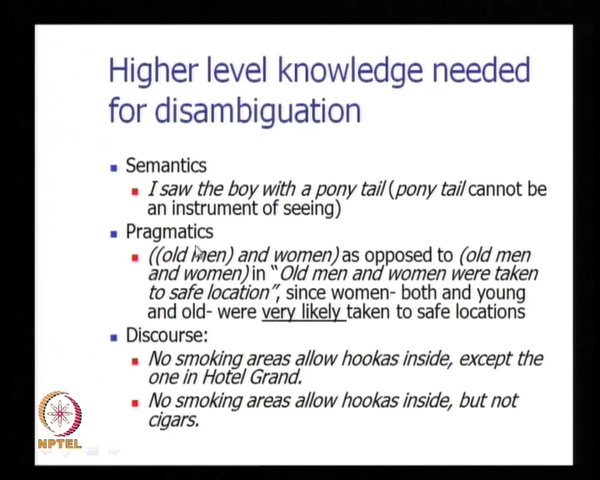 Higher level knowledge needed
for disambiguation
Semantics
I saw the boy with a pony tail (pony tail cannot be
an instrument of seeing)
Pragmatics
((old men) and women) as opposed to (old men
and women) in "Old men and women were taken
to safe location", since women- both and young
and old- were very likely taken to safe locations
Discourse:
No smoking areas allow hookas inside, except the
one in Hotel Grand.
No smoking areas allow hookas inside, but not
cigars.
NPTEL